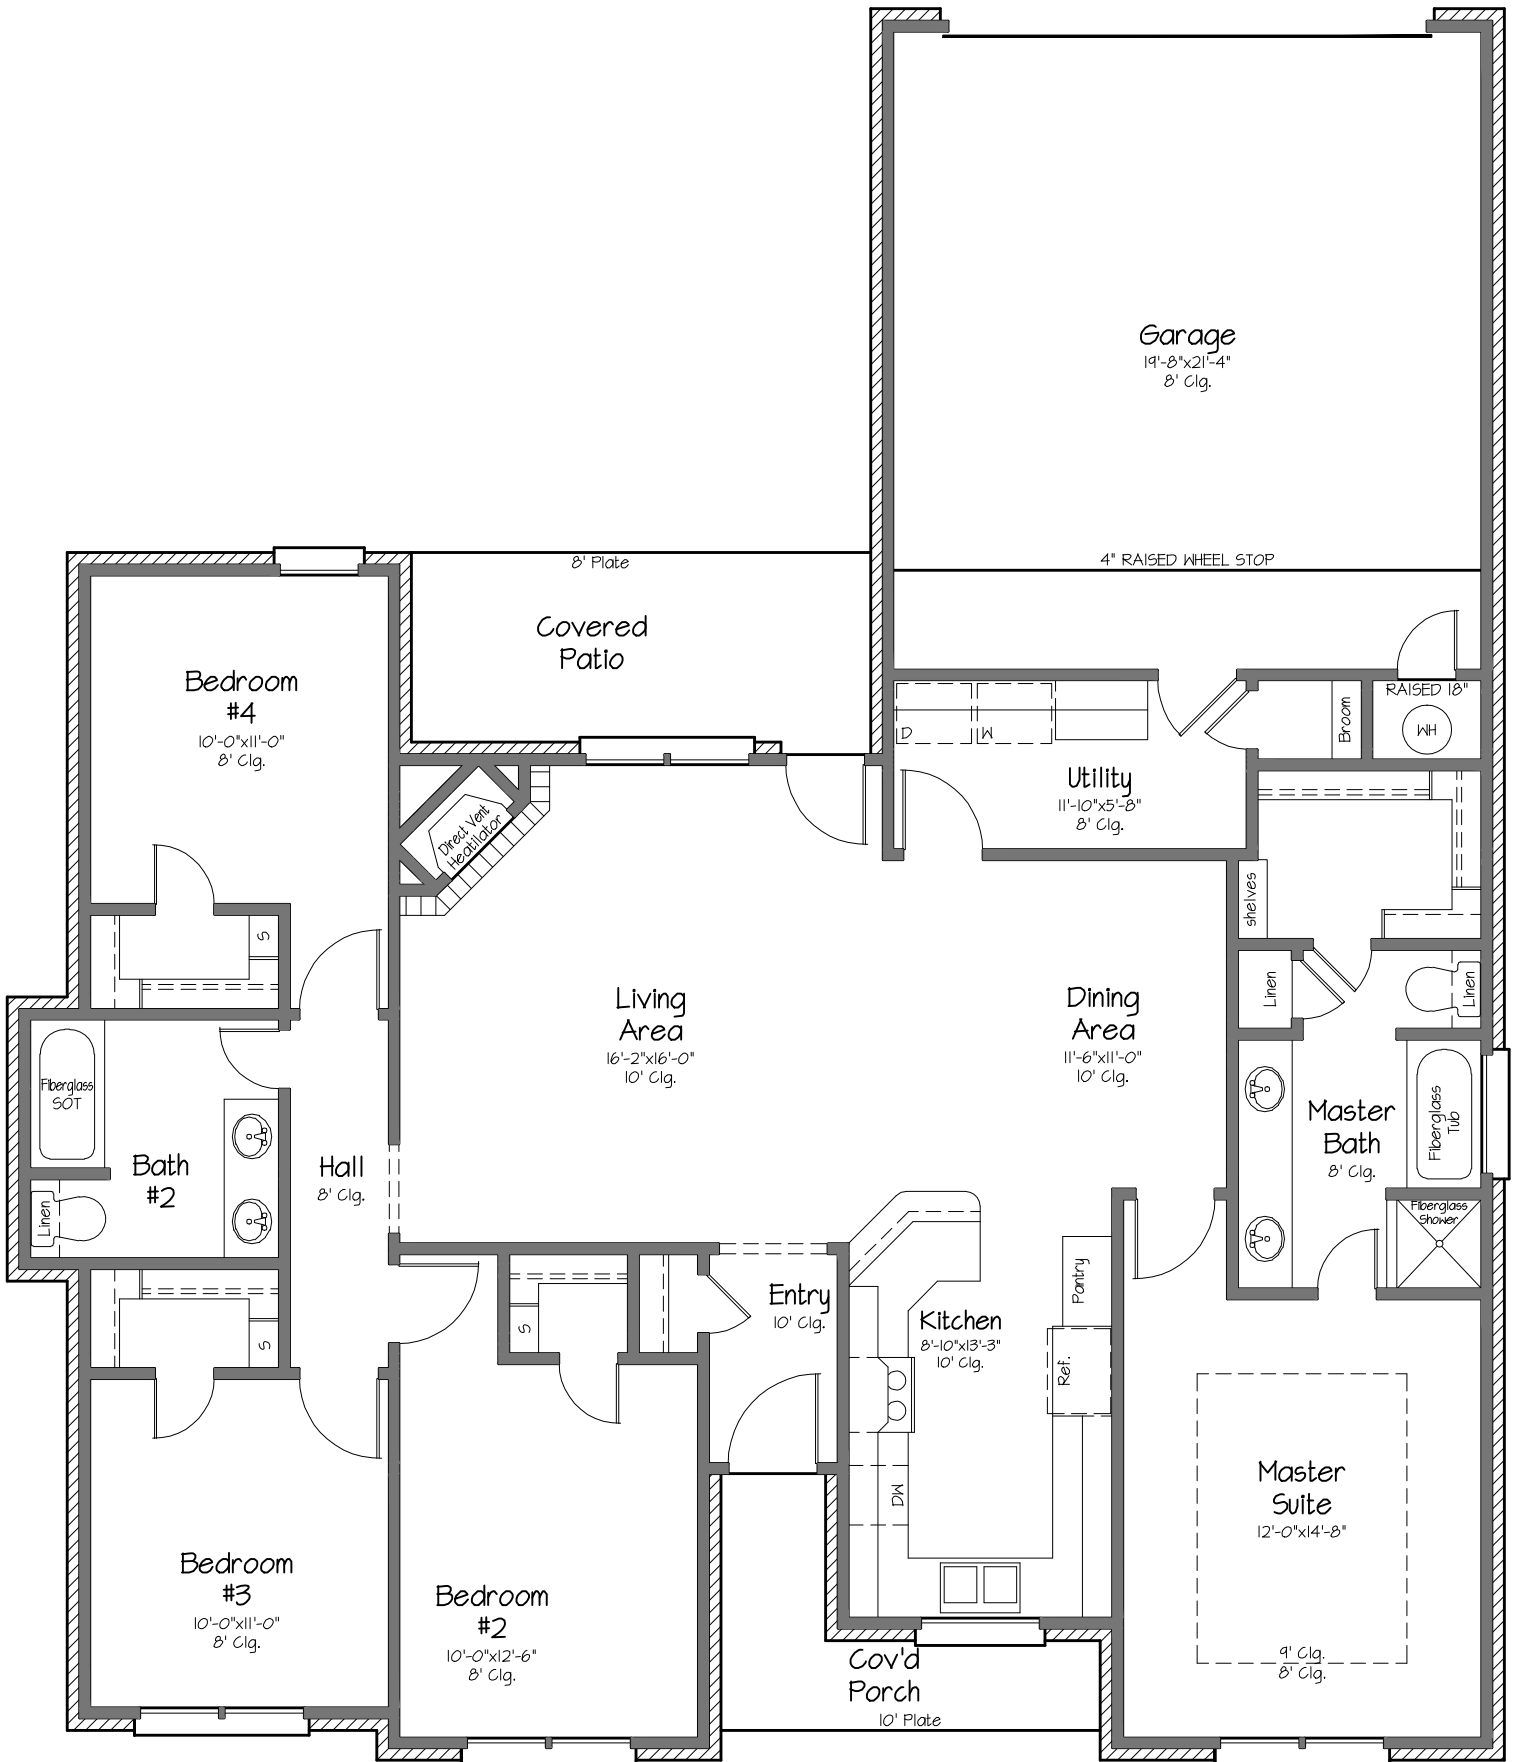 Garage
19'-8"x21'-4"
8' Clg.
4" RAISED WHEEL STOP
8' Plate
Covered
Patio
Bedroom
#4
10'-0"x11'-0"
8' Clg.
RAISED 18"
WH
Broom
D
W
Utility
11'-10"x5'-8"
8' Clg.
Direct Vent
Heatilator
shelves
S
Linen
Linen
Living
Area
16'-2"x16'-0"
10' Clg.
Dining
Area
11'-6"x11'-0"
10' Clg.
Fiberglass
SOT
Master
Bath
8' Clg.
Fiberglass
Tub
Bath
#2
Hall
8' Clg.
Linen
Fiberglass
Shower
Entry
10' Clg.
Kitchen
8'-10"x13'-3"
10' Clg.
Pantry
Ref.
S
S
DW
Master
Suite
12'-0"x14'-8"
9' Clg.
8' Clg.
Bedroom
#3
10'-0"x11'-0"
8' Clg.
Bedroom
#2
10'-0"x12'-6"
8' Clg.
Cov'd
Porch
10' Plate